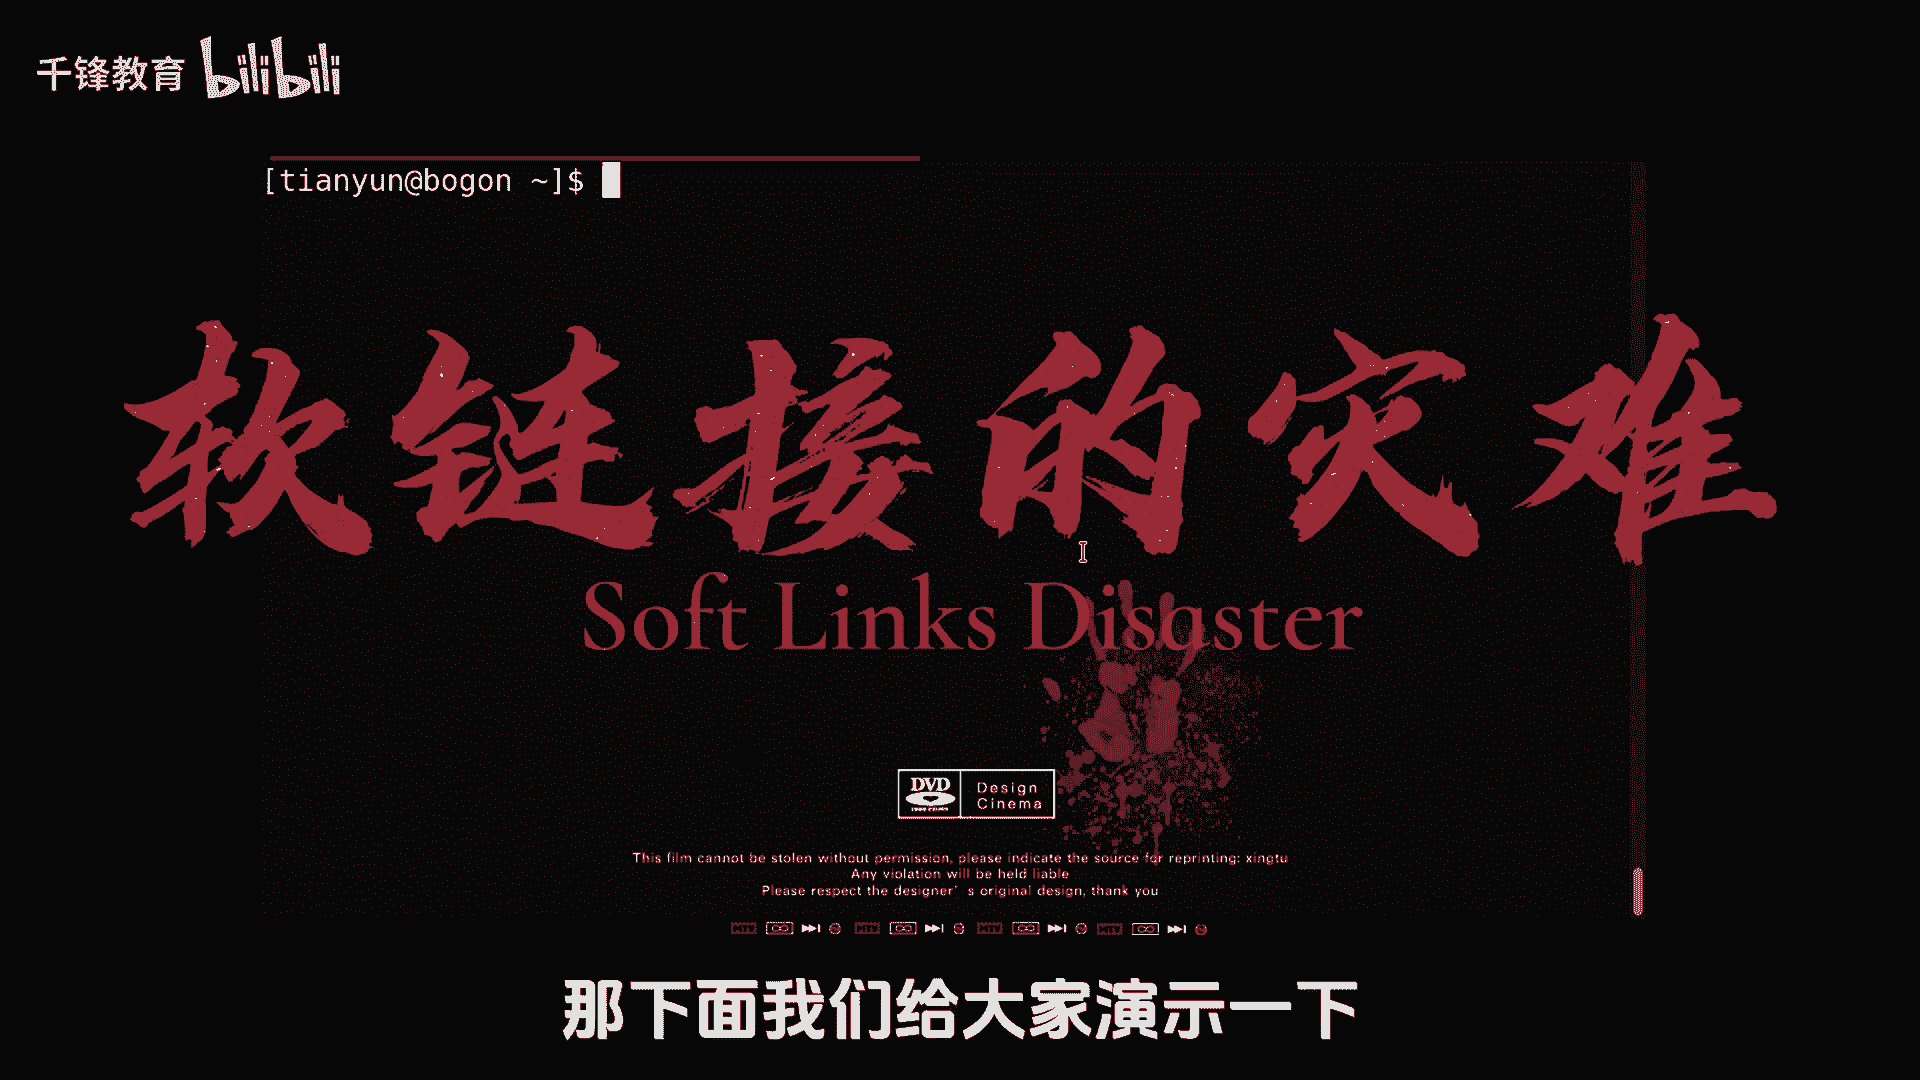 千锋教育 bilibili
[tianyun@bogon ~]$
软链接的灾难
Soft Links Disaster
DVD
Design
Cinema
This film cannot be stolen without permission, please indicate the source for reprinting: xingtu
Any violation will be held liable
Please respect the designer' s original design, thank you
那下面我们给大家演示一下